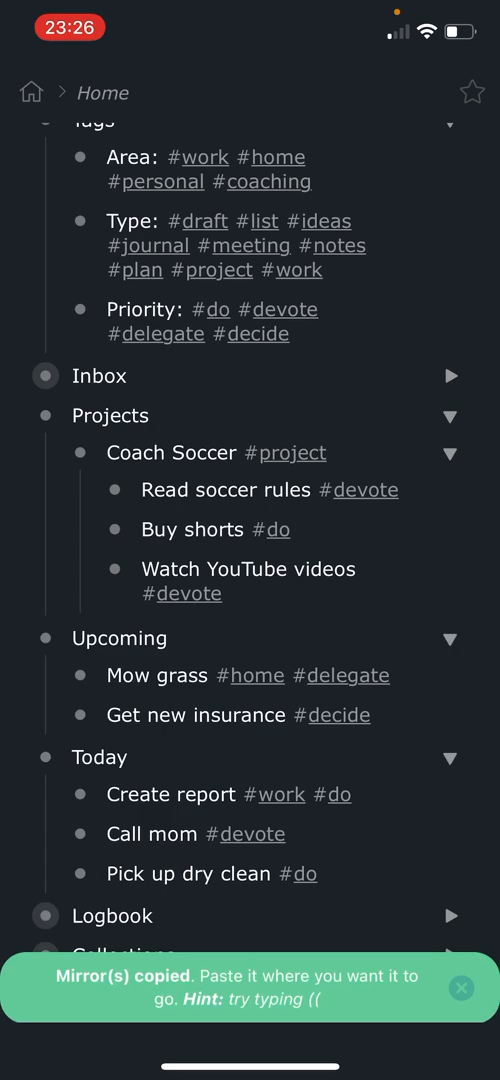 23:26
Home
Tags
Area: #work #home
#personal #coaching
Type: #draft #list #ideas
#journal #meeting #notes
#plan #project #work
Priority: #do #devote
#delegate #decide
Inbox
Projects
Coach Soccer #project
Read soccer rules #devote
Buy shorts #do
Watch YouTube videos
#devote
Upcoming
Mow grass #home #delegate
Get new insurance #decide
Today
Create report #work #do
Call mom #devote
Pick up dry clean #do
Logbook
Collections
Mirror(s) copied. Paste it where you want it to
go. Hint: try typing ((